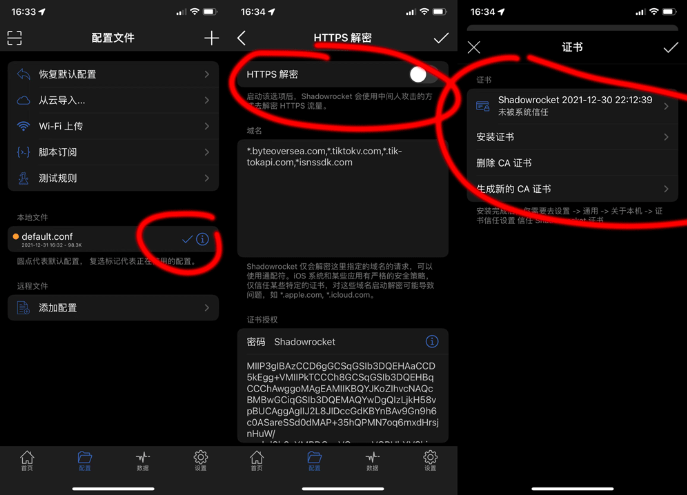 16:33
配置文件
恢复默认配置
从云导入...
Wi-Fi 上传
脚本订阅
测试规则
本地文件
default.conf
2021-12-31 16:32 - 98.3K
圆点代表默认配置，复选标记代表正在使用的配置。
远程文件
添加配置
首页
配置
数据
设置
16:34
HTTPS 解密
HTTPS 解密
启动该选项后，Shadowrocket 会使用中间人攻击的方
式去解密 HTTPS 流量。
域名
*.byteoversea.com,*.tiktokv.com,*.tik-
tokapi.com,*isnssdk.com
Shadowrocket 仅会解密这里指定的域名的请求，可以
使用通配符。iOS 系统和某些应用有严格的安全策略，
仅信任某些特定的证书，对这些域名启动解密可能导致
问题，如 *.apple.com, *.icloud.com。
证书授权
密码 Shadowrocket
首页
配置
数据
设置
16:34
证书
证书
Shadowrocket 2021-12-30 22:12:39
未被系统信任
安装证书
删除 CA 证书
生成新的 CA 证书
安装完成
需要去设置 -> 通用 -> 关于本机 -> 证
书信任设置 信任 Shadowrocket 证书